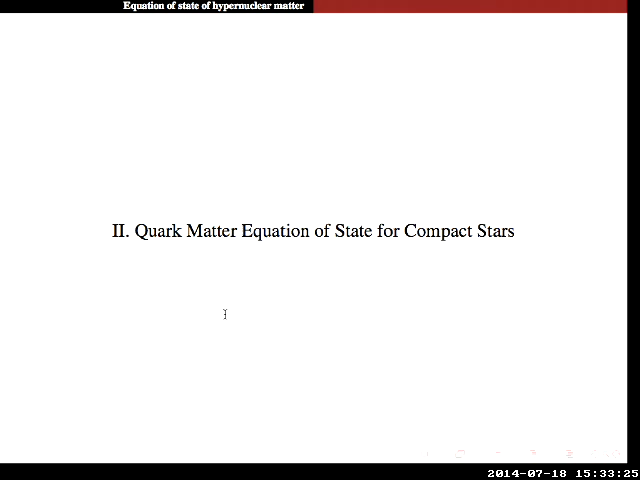 Equation of state of hypernuclear matter
II. Quark Matter Equation of State for Compact Stars
2014-07-18 15:33:25